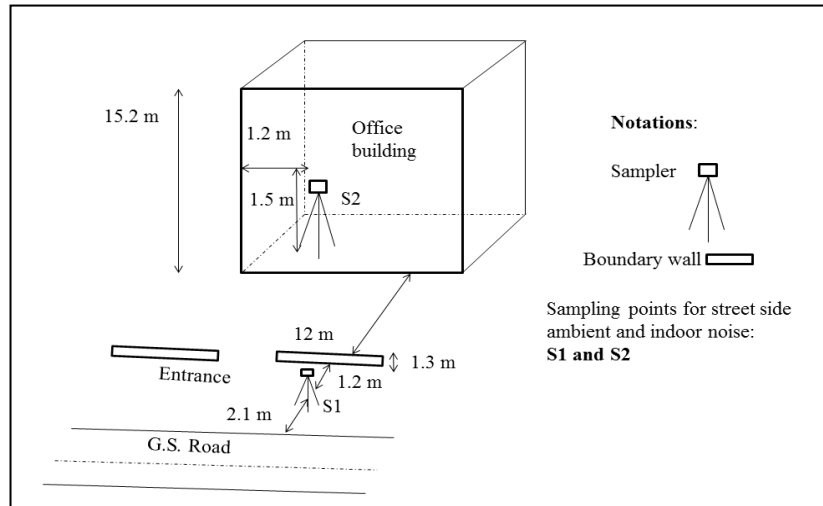 15.2 m
1.2 m
Office
building
1.5 m
S2
12 m
1.3 m
Entrance
1.2 m
S1
2.1 m
G.S. Road
Notations:
Sampler
Boundary wall
Sampling points for street side
ambient and indoor noise:
S1 and S2